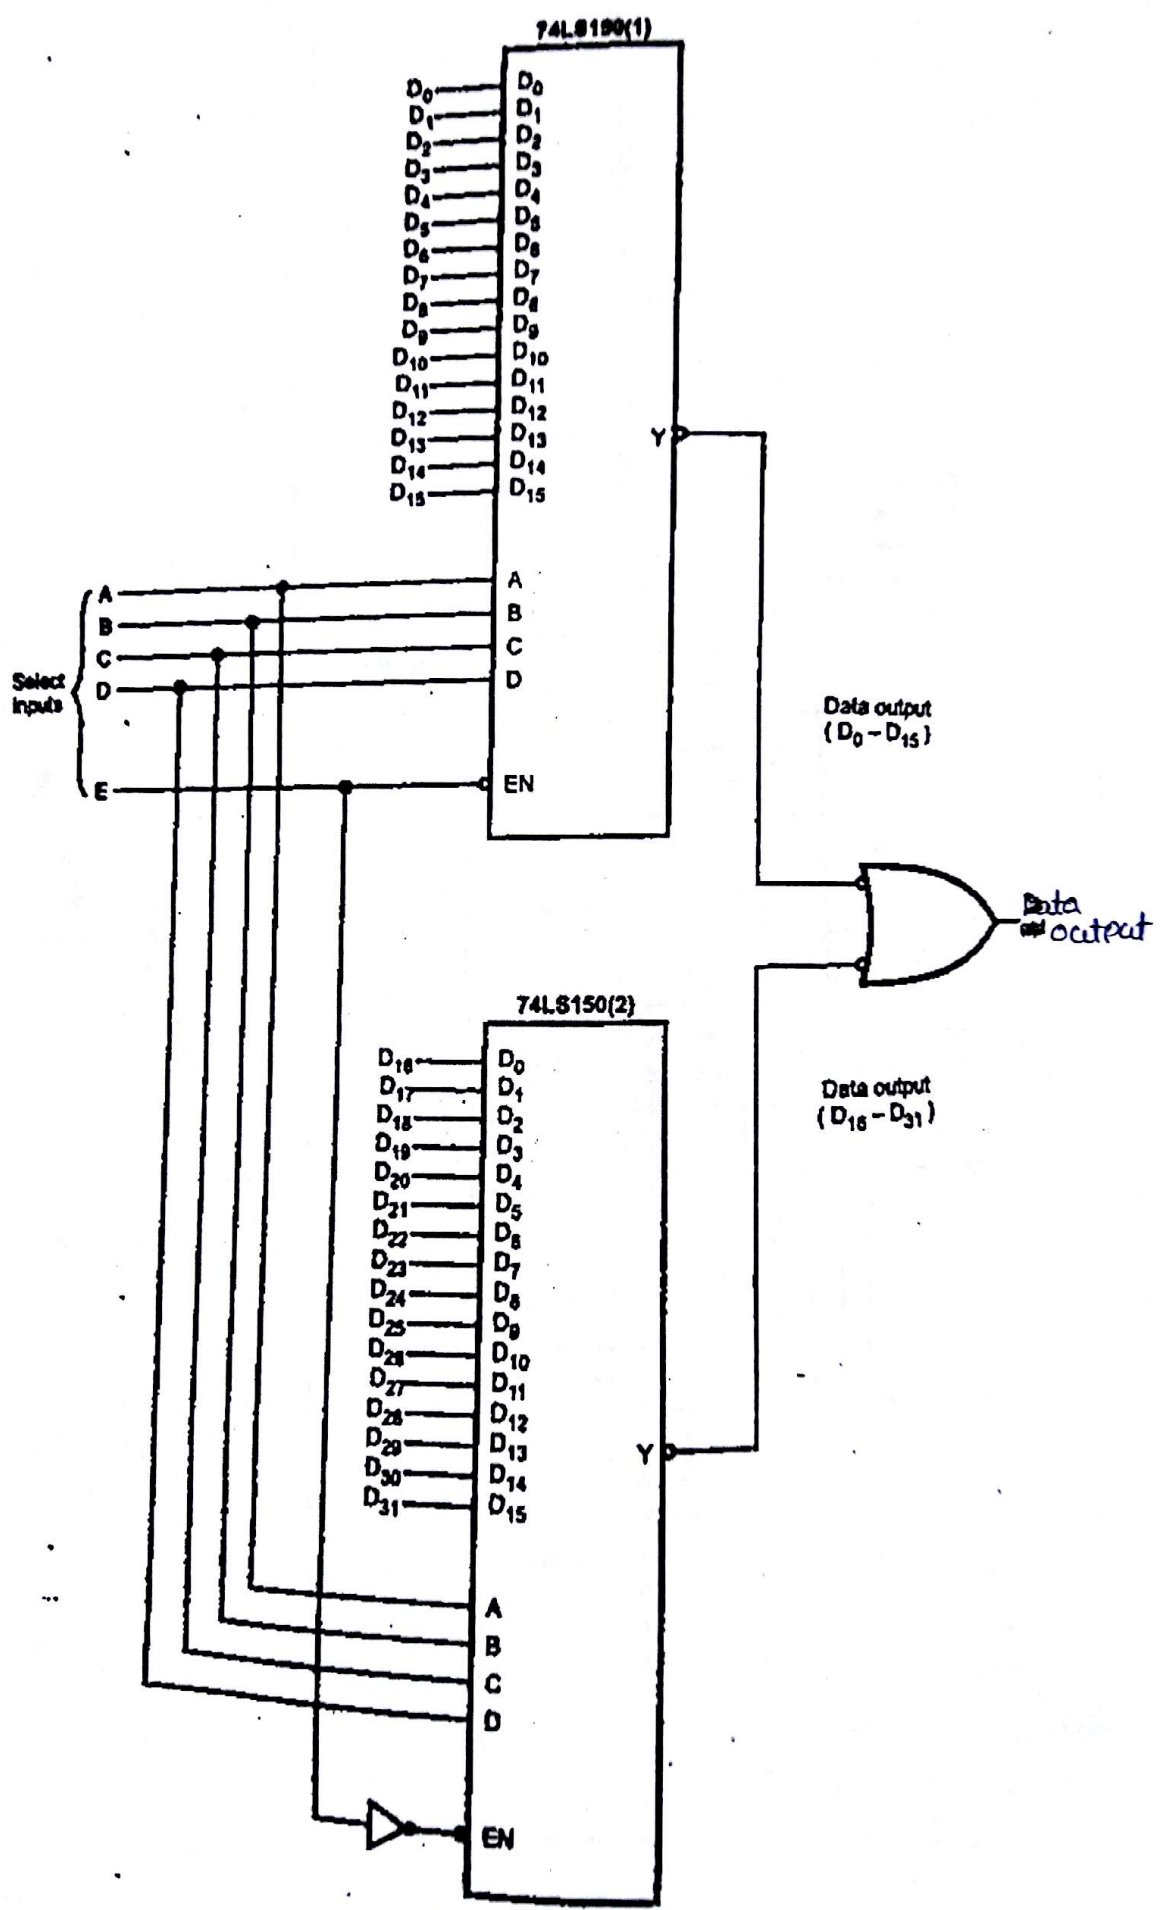 74LS150(1)
D0 D0
D1 D1
D2 D2
D3 D3
D4 D4
D5 D5
D6 D6
D7 D7
D8 D8
D9 D9
D10 D10
D11 D11
D12 D12
D13 D13
D14 D14
D15 D15
Y
A A
B B
C C
D D
Select
inputs
E EN
Data output
(D0 – D15)
Data
output
74LS150(2)
D16 D0
D17 D1
D18 D2
D19 D3
D20 D4
D21 D5
D22 D6
D23 D7
D24 D8
D25 D9
D26 D10
D27 D11
D28 D12
D29 D13
D30 D14
D31 D15
Data output
(D16 – D31)
Y
A
B
C
D
EN